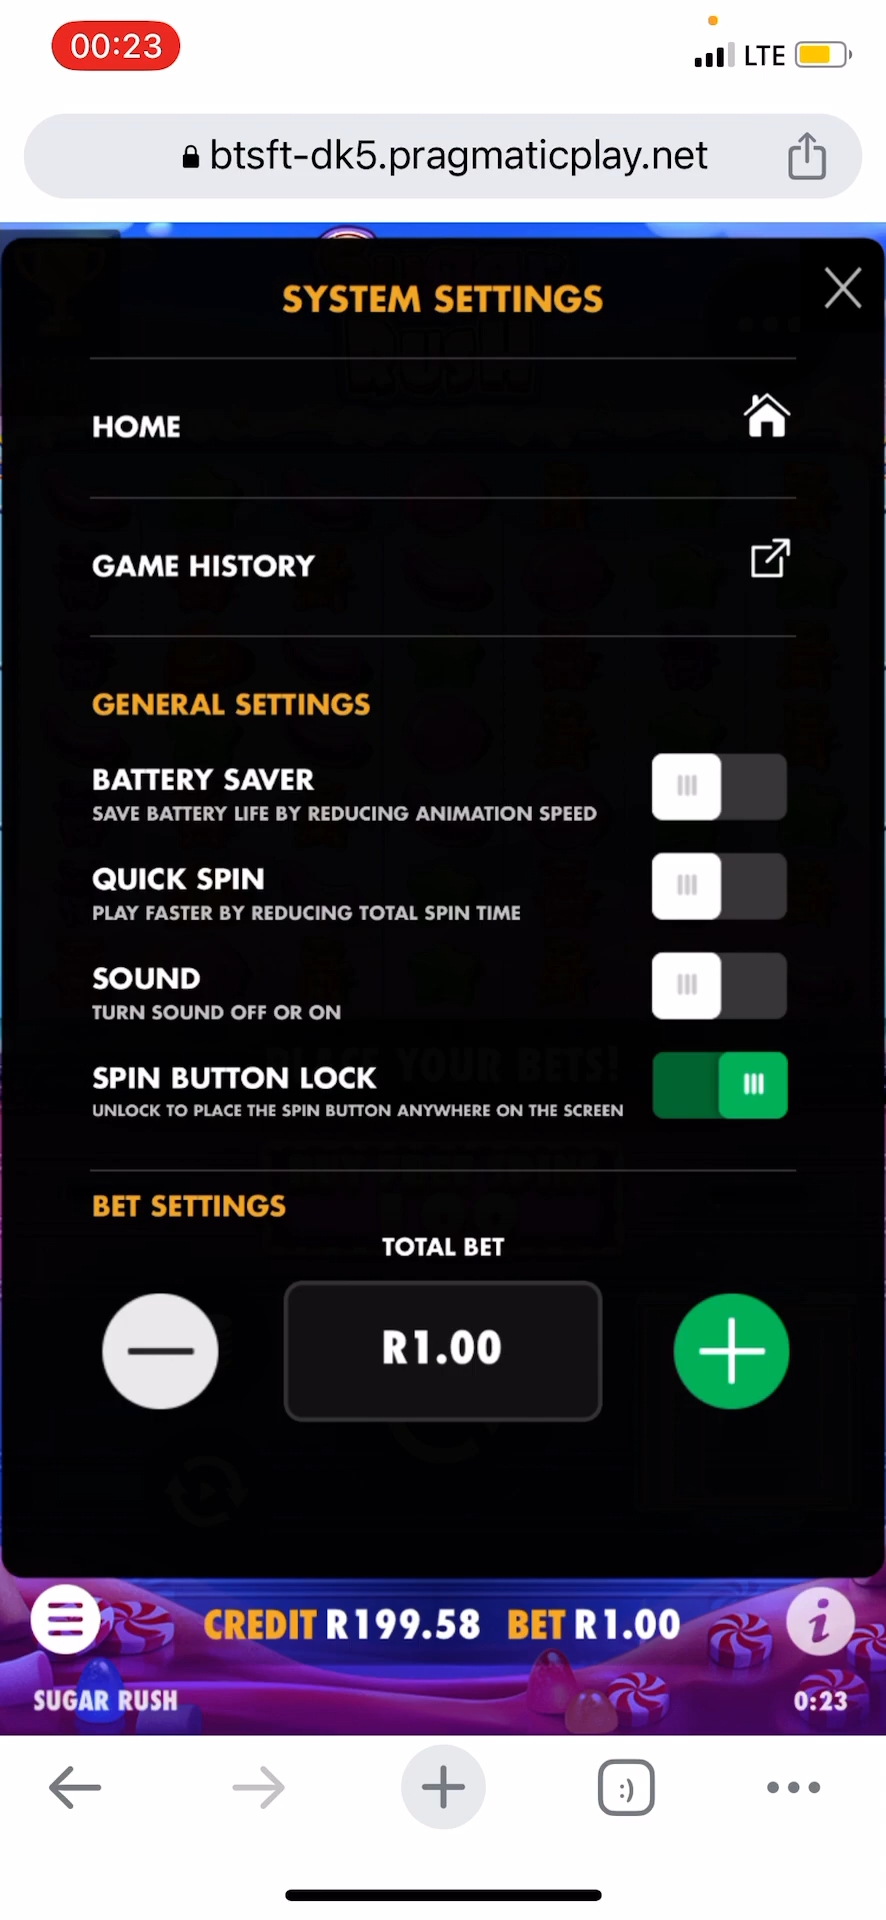 00:23
LTE
btsft-dk5.pragmaticplay.net
SYSTEM SETTINGS
HOME
GAME HISTORY
GENERAL SETTINGS
BATTERY SAVER
SAVE BATTERY LIFE BY REDUCING ANIMATION SPEED
QUICK SPIN
PLAY FASTER BY REDUCING TOTAL SPIN TIME
SOUND
TURN SOUND OFF OR ON
PLACE YOUR BETS!
SPIN BUTTON LOCK
UNLOCK TO PLACE THE SPIN BUTTON ANYWHERE ON THE SCREEN
BET SETTINGS
TOTAL BET
R1.00
CREDIT R199.58 BET R1.00
SUGAR RUSH
0:23
:)